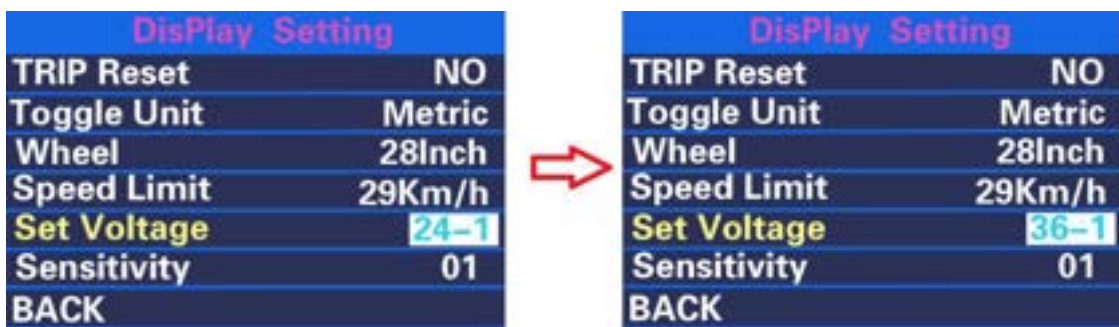 DisPlay Setting
TRIP Reset NO
Toggle Unit Metric
Wheel 28Inch
Speed Limit 29Km/h
Set Voltage 24-1
Sensitivity 01
BACK
DisPlay Setting
TRIP Reset NO
Toggle Unit Metric
Wheel 28Inch
Speed Limit 29Km/h
Set Voltage 36-1
Sensitivity 01
BACK